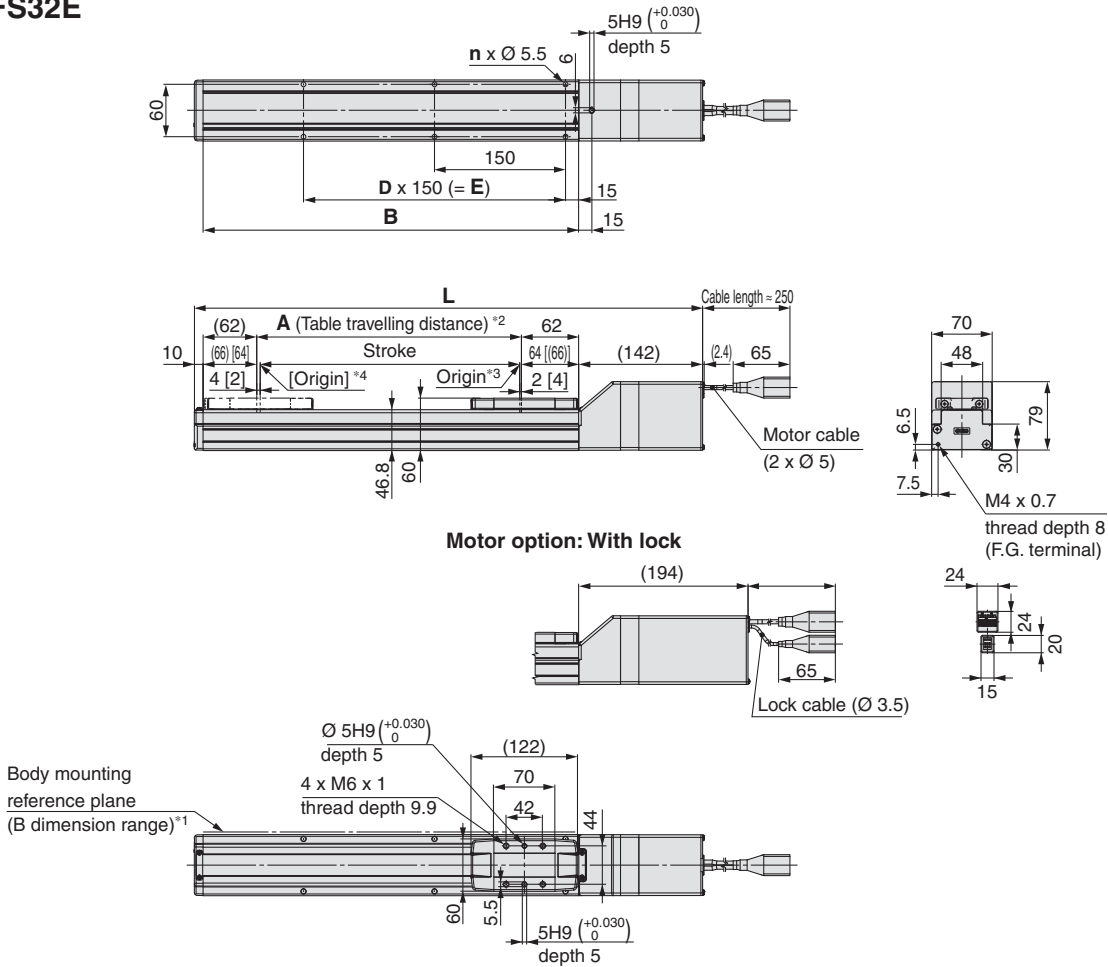 FS32E
5H9 (+0.030 0)
depth 5
n x Ø 5.5
6
60
150
D x 150 (= E)
15
B
15
L
Cable length ≈ 250
(62)
A (Table travelling distance) *2
62
10
(66) [64]
Stroke
64 [(66)]
(142)
(2.4)
65
4 [2]
[Origin] *4
Origin*3
2 [4]
46.8
60
Motor cable
(2 x Ø 5)
70
48
79
6.5
30
7.5
M4 x 0.7
thread depth 8
(F.G. terminal)
Motor option: With lock
(194)
65
Lock cable (Ø 3.5)
24
24
20
15
Body mounting
reference plane
(B dimension range)*1
Ø 5H9 (+0.030 0)
depth 5
4 x M6 x 1
thread depth 9.9
(122)
70
42
44
60
5.5
5H9 (+0.030 0)
depth 5